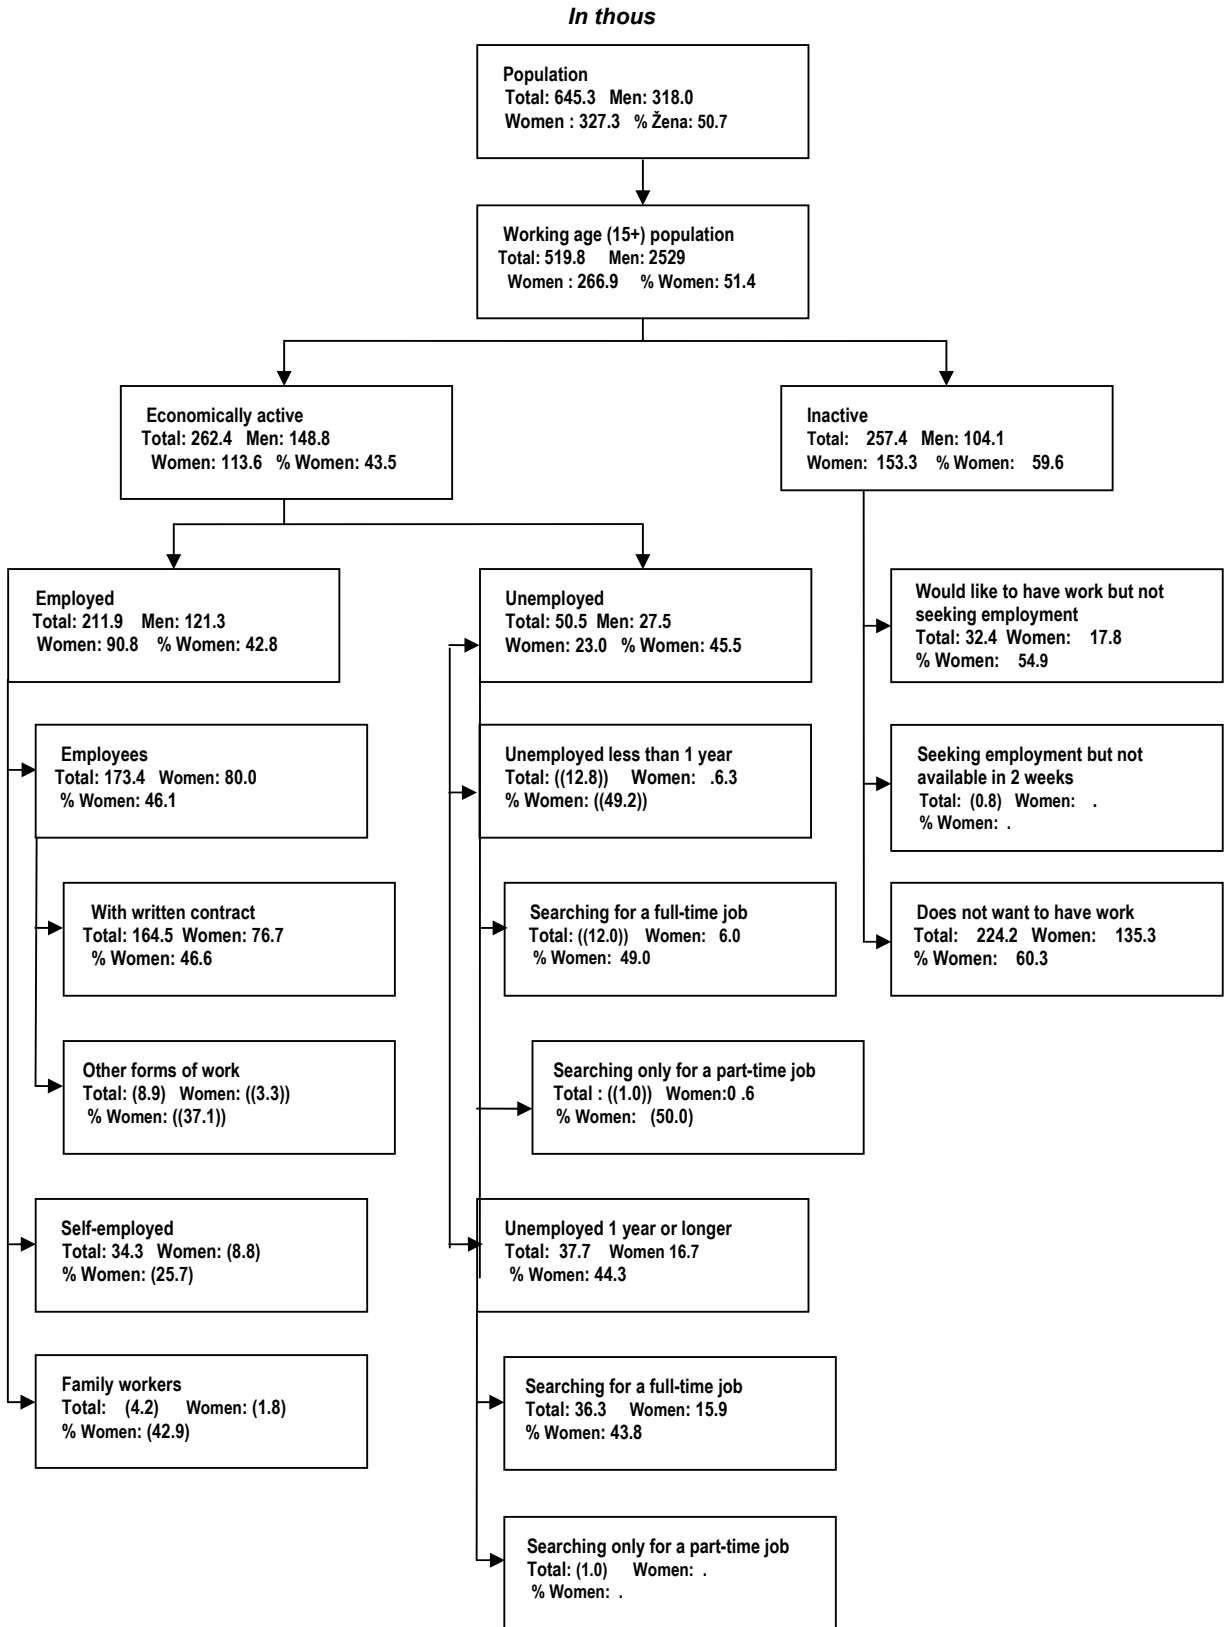 In thous
Population
Total: 645.3 Men: 318.0
Women : 327.3 % Žena: 50.7
Working age (15+) population
Total: 519.8 Men: 2529
Women : 266.9 % Women: 51.4
Economically active
Total: 262.4 Men: 148.8
Women: 113.6 % Women: 43.5
Inactive
Total: 257.4 Men: 104.1
Women: 153.3 % Women: 59.6
Employed
Total: 211.9 Men: 121.3
Women: 90.8 % Women: 42.8
Employees
Total: 173.4 Women: 80.0
% Women: 46.1
With written contract
Total: 164.5 Women: 76.7
% Women: 46.6
Other forms of work
Total: (8.9) Women: ((3.3))
% Women: ((37.1))
Self-employed
Total: 34.3 Women: (8.8)
% Women: (25.7)
Family workers
Total: (4.2) Women: (1.8)
% Women: (42.9)
Unemployed
Total: 50.5 Men: 27.5
Women: 23.0 % Women: 45.5
Unemployed less than 1 year
Total: ((12.8)) Women: .6.3
% Women: ((49.2))
Searching for a full-time job
Total: ((12.0)) Women: 6.0
% Women: 49.0
Searching only for a part-time job
Total : ((1.0)) Women:0 .6
% Women: (50.0)
Unemployed 1 year or longer
Total: 37.7 Women 16.7
% Women: 44.3
Searching for a full-time job
Total: 36.3 Women: 15.9
% Women: 43.8
Searching only for a part-time job
Total: (1.0) Women: .
% Women: .
Would like to have work but not
seeking employment
Total: 32.4 Women: 17.8
% Women: 54.9
Seeking employment but not
available in 2 weeks
Total: (0.8) Women: .
% Women: .
Does not want to have work
Total: 224.2 Women: 135.3
% Women: 60.3